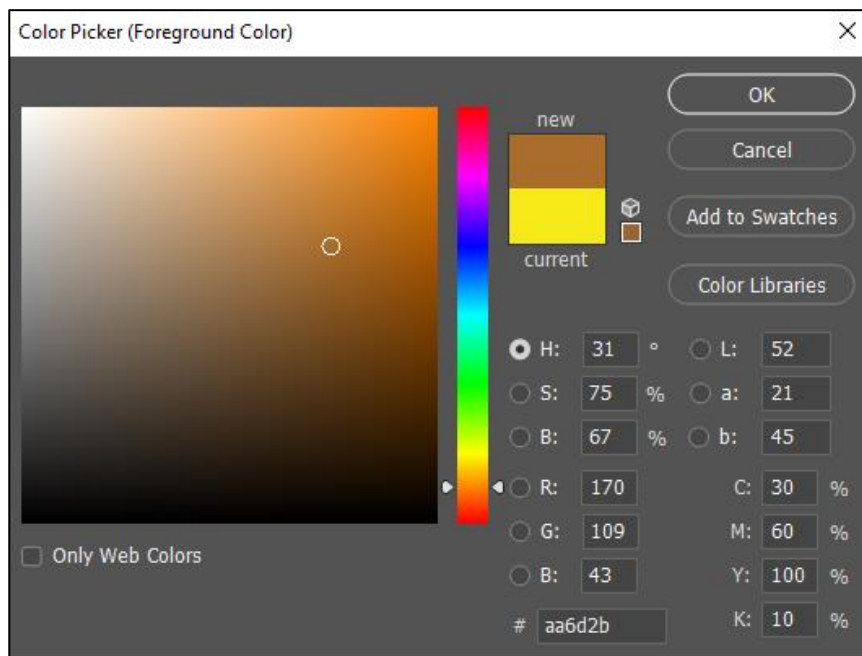 Color Picker (Foreground Color)
OK
new
Cancel
Add to Swatches
current
Color Libraries
H: 31 ° L: 52
S: 75 % a: 21
B: 67 % b: 45
R: 170 C: 30 %
G: 109 M: 60 %
Only Web Colors
B: 43 Y: 100 %
# aa6d2b K: 10 %